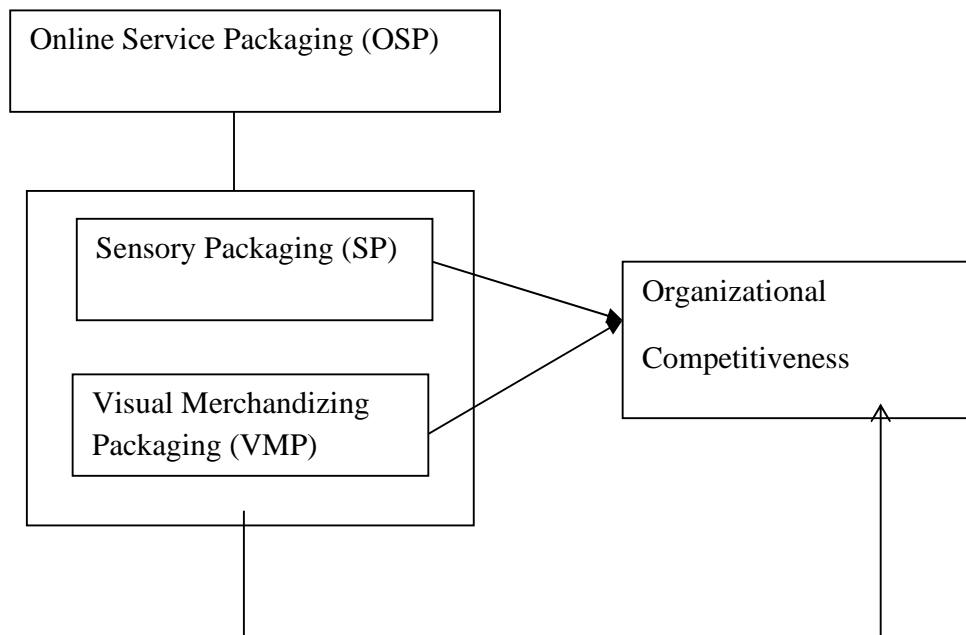 Online Service Packaging (OSP)
Sensory Packaging (SP)
Organizational
Competitiveness
Visual Merchandizing
Packaging (VMP)